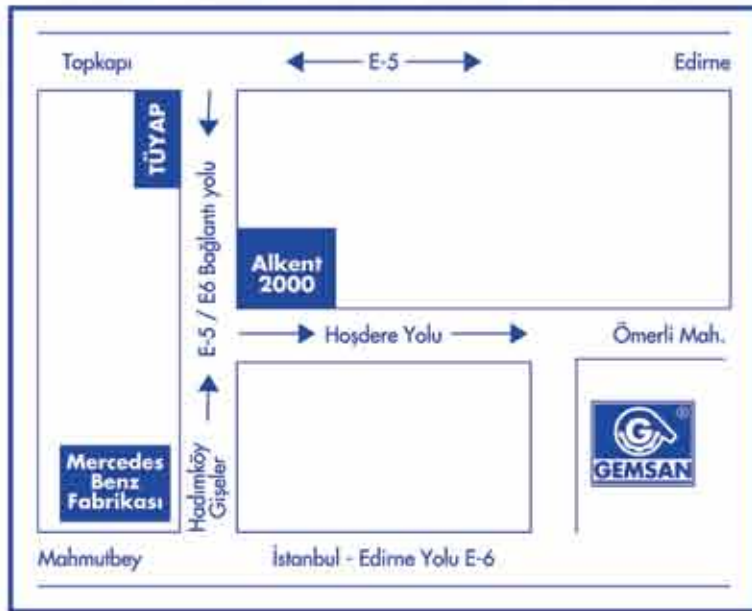 Topkapı
E-5
Edirne
TÜYAP
E-5 / E6 Bağlantı yolu
Alkent
2000
Hoşdere Yolu
Ömerli Mah.
G
®
GEMSAN
Mercedes
Benz
Fabrikası
Hadımköy
Gişeler
Mahmutbey
İstanbul - Edirne Yolu E-6